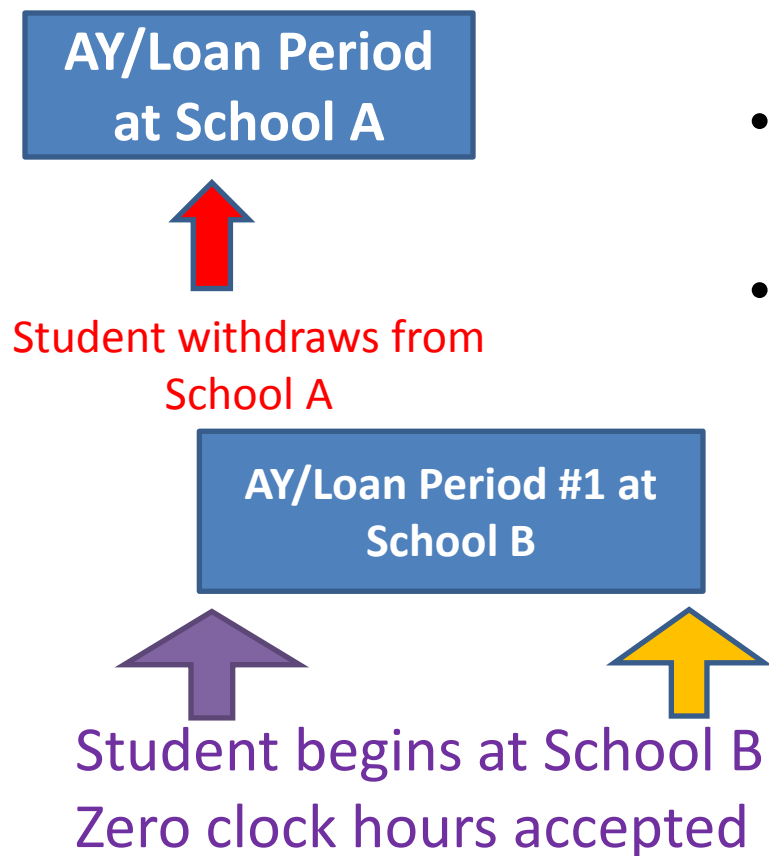 AY/Loan Period
at School A
•
•
Student withdraws from
School A
AY/Loan Period #1 at
School B
Student begins at School B
Zero clock hours accepted